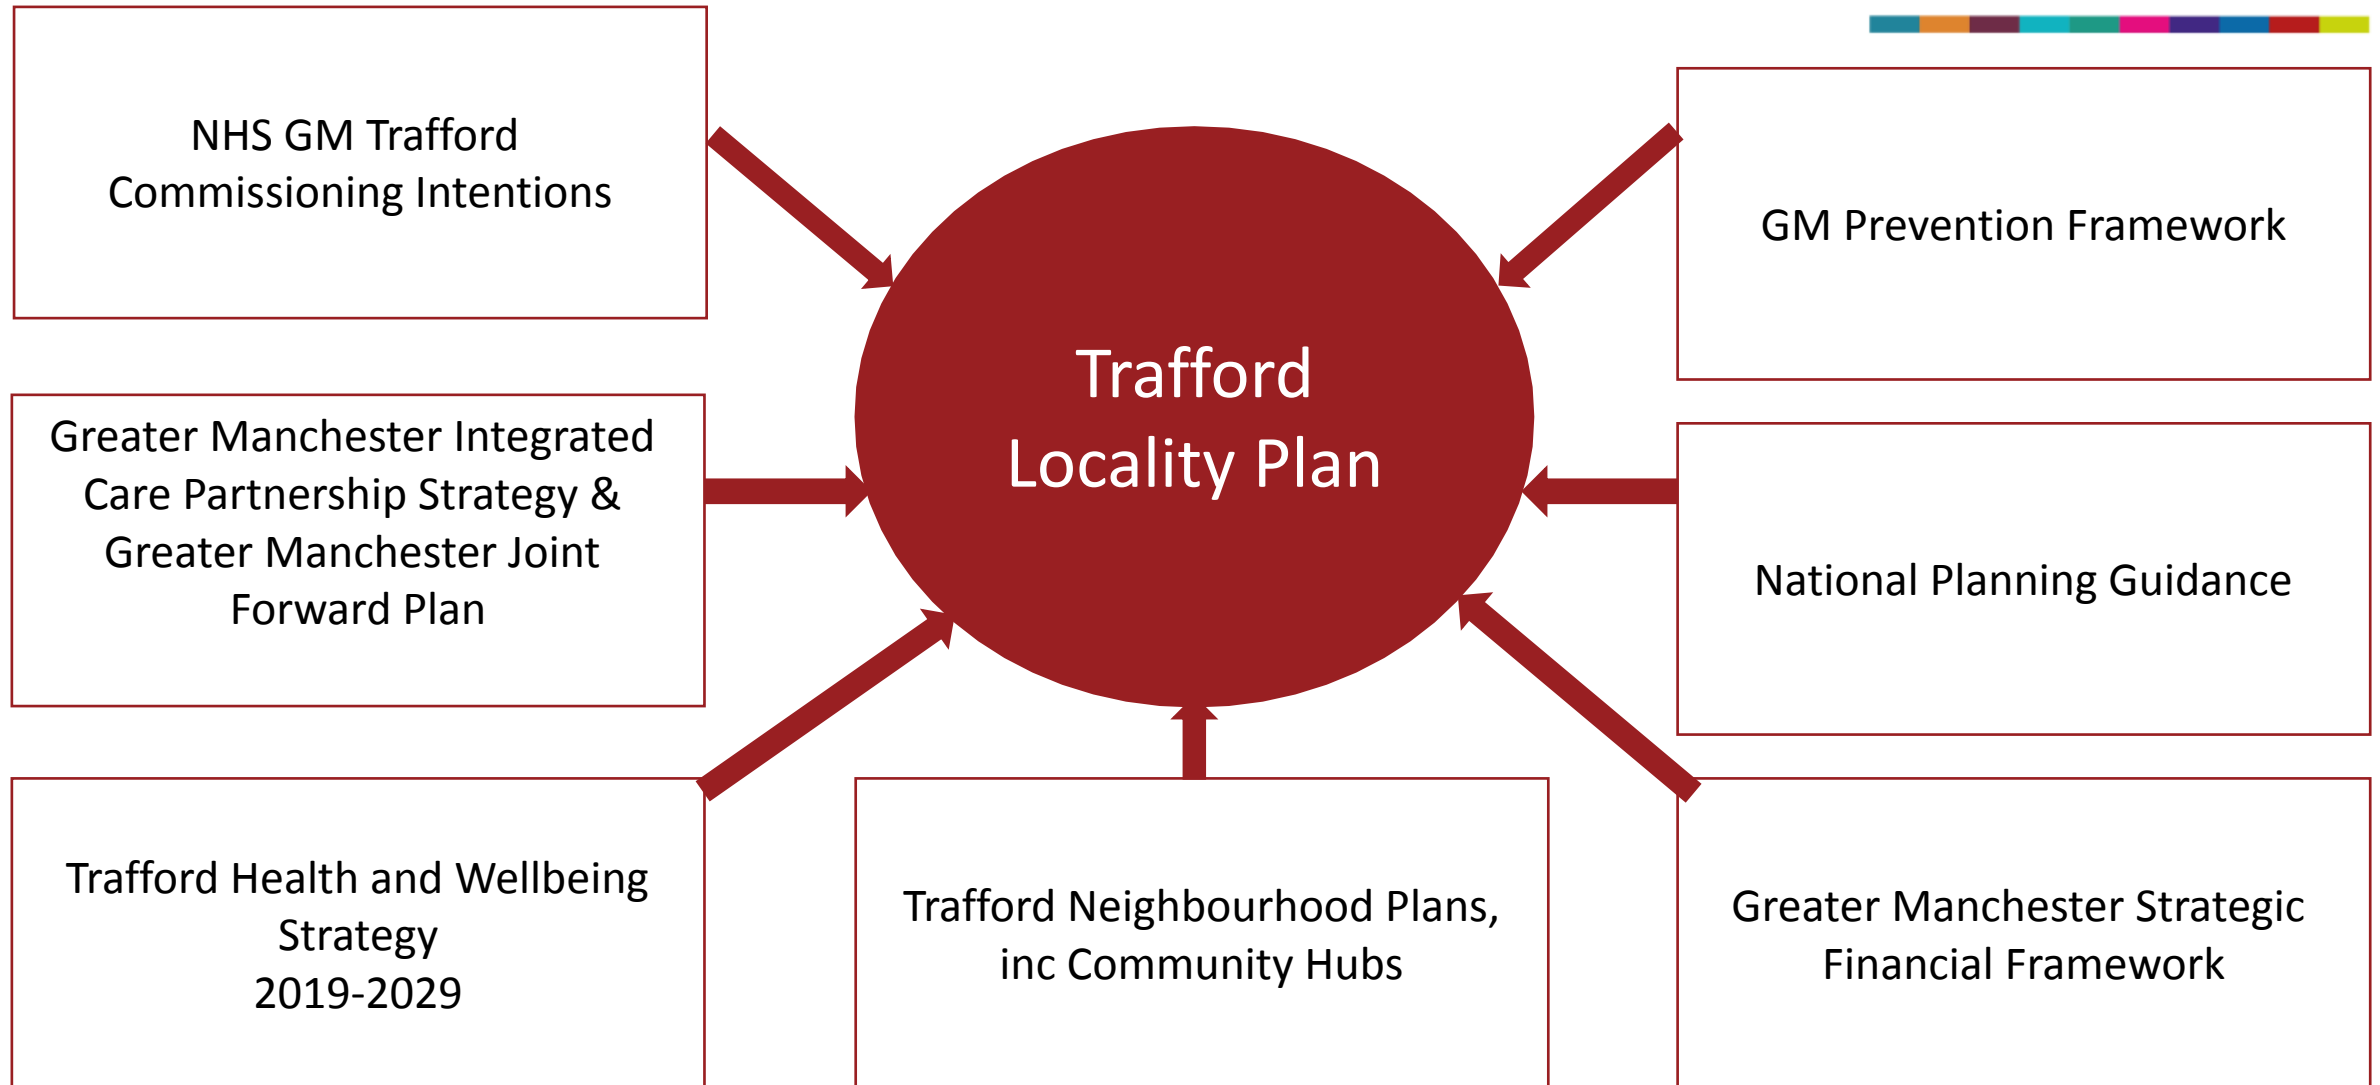 NHS GM Trafford
Commissioning Intentions
GM Prevention Framework
Trafford
Locality Plan
Greater Manchester Integrated
Care Partnership Strategy &
Greater Manchester Joint
Forward Plan
National Planning Guidance
Trafford Health and Wellbeing
Strategy
2019-2029
Trafford Neighbourhood Plans,
inc Community Hubs
Greater Manchester Strategic
Financial Framework